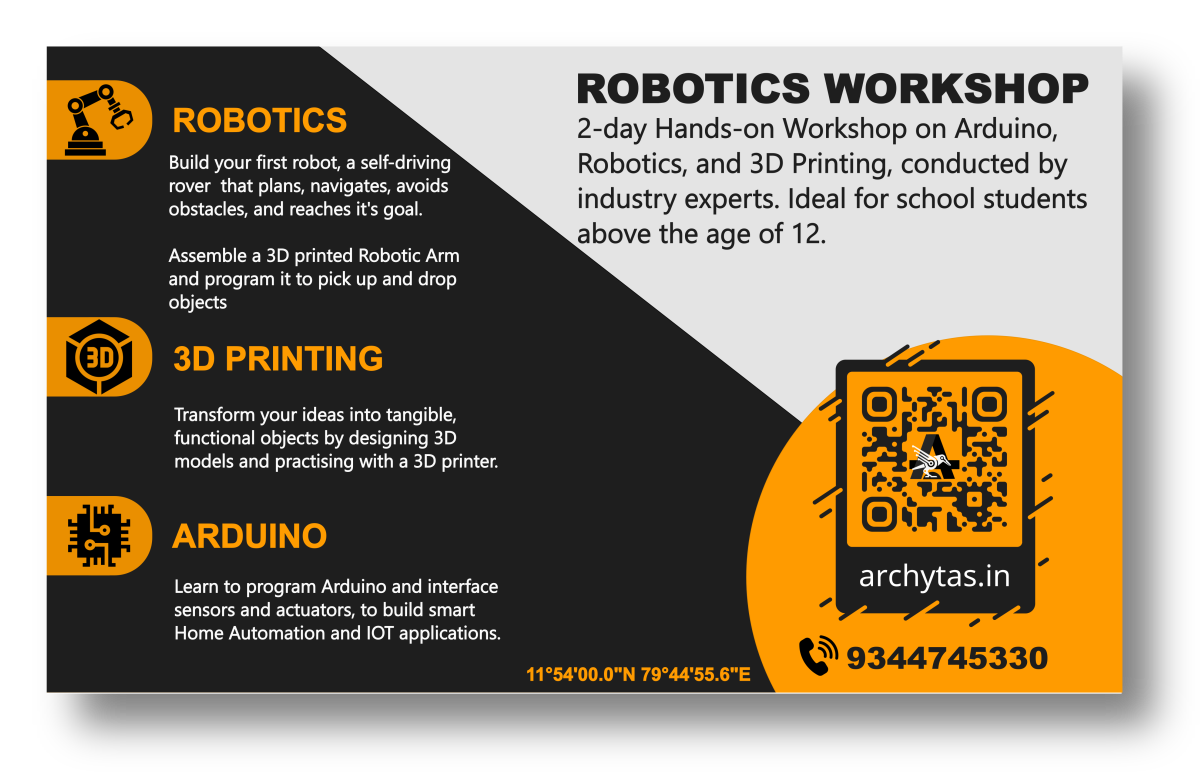 ROBOTICS WORKSHOP
2-day Hands-on Workshop on Arduino,
Robotics, and 3D Printing, conducted by
industry experts. Ideal for school students
above the age of 12.
ROBOTICS
Build your first robot, a self-driving
rover  that plans, navigates, avoids
obstacles, and reaches it's goal.
Assemble a 3D printed Robotic Arm
and program it to pick up and drop
objects
3D
3D PRINTING
Transform your ideas into tangible,
functional objects by designing 3D
models and practising with a 3D printer.
ARDUINO
Learn to program Arduino and interface
sensors and actuators, to build smart
Home Automation and IOT applications.
A
archytas.in
9344745330
11°54'00.0"N 79°44'55.6"E